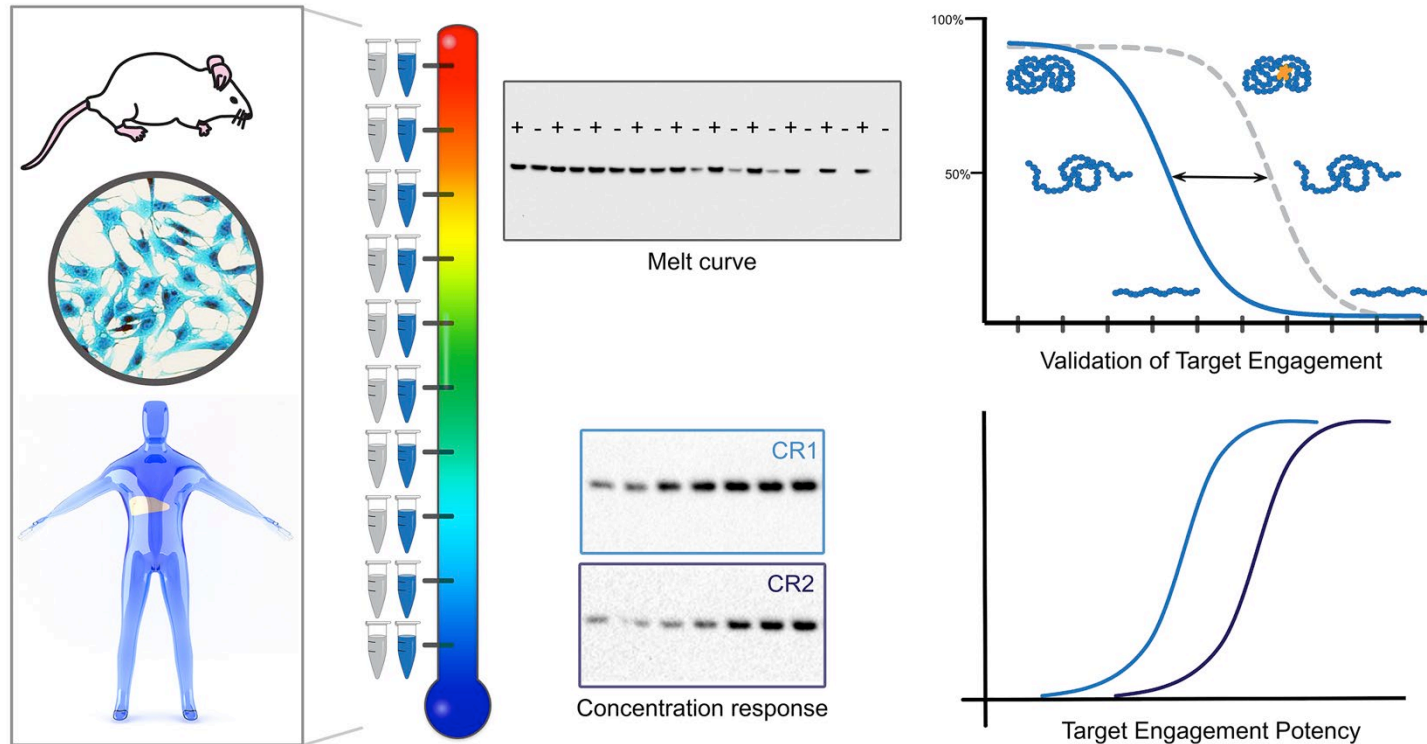 + - + - + - + - + - + - + - + - + - + -
Melt curve
CR1
CR2
Concentration response
100%
50%
Validation of Target Engagement
Target Engagement Potency